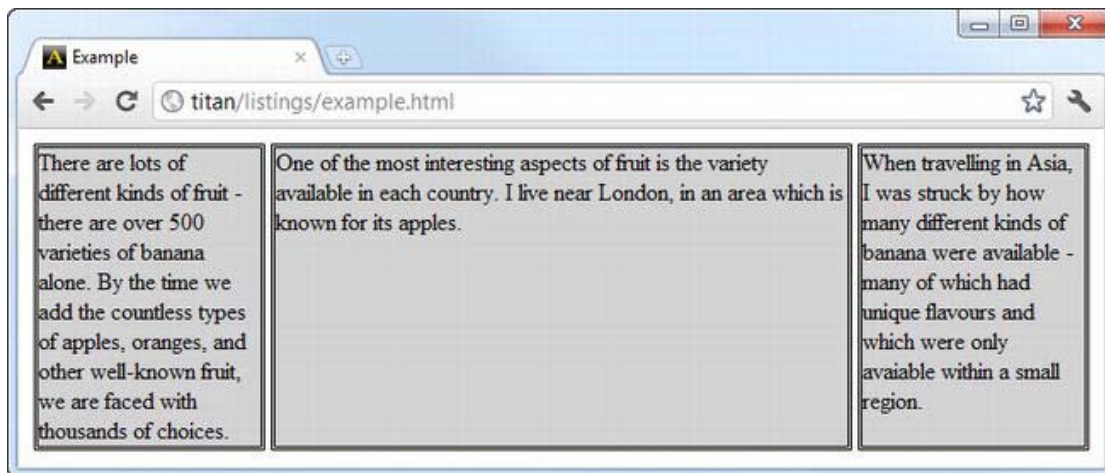 Example
titan/listings/example.html
There are lots of
different kinds of fruit -
there are over 500
varieties of banana
alone. By the time we
add the countless types
of apples, oranges, and
other well-known fruit,
we are faced with
thousands of choices.
One of the most interesting aspects of fruit is the variety
available in each country. I live near London, in an area which is
known for its apples.
When travelling in Asia,
I was struck by how
many different kinds of
banana were available -
many of which had
unique flavours and
which were only
avaiable within a small
region.